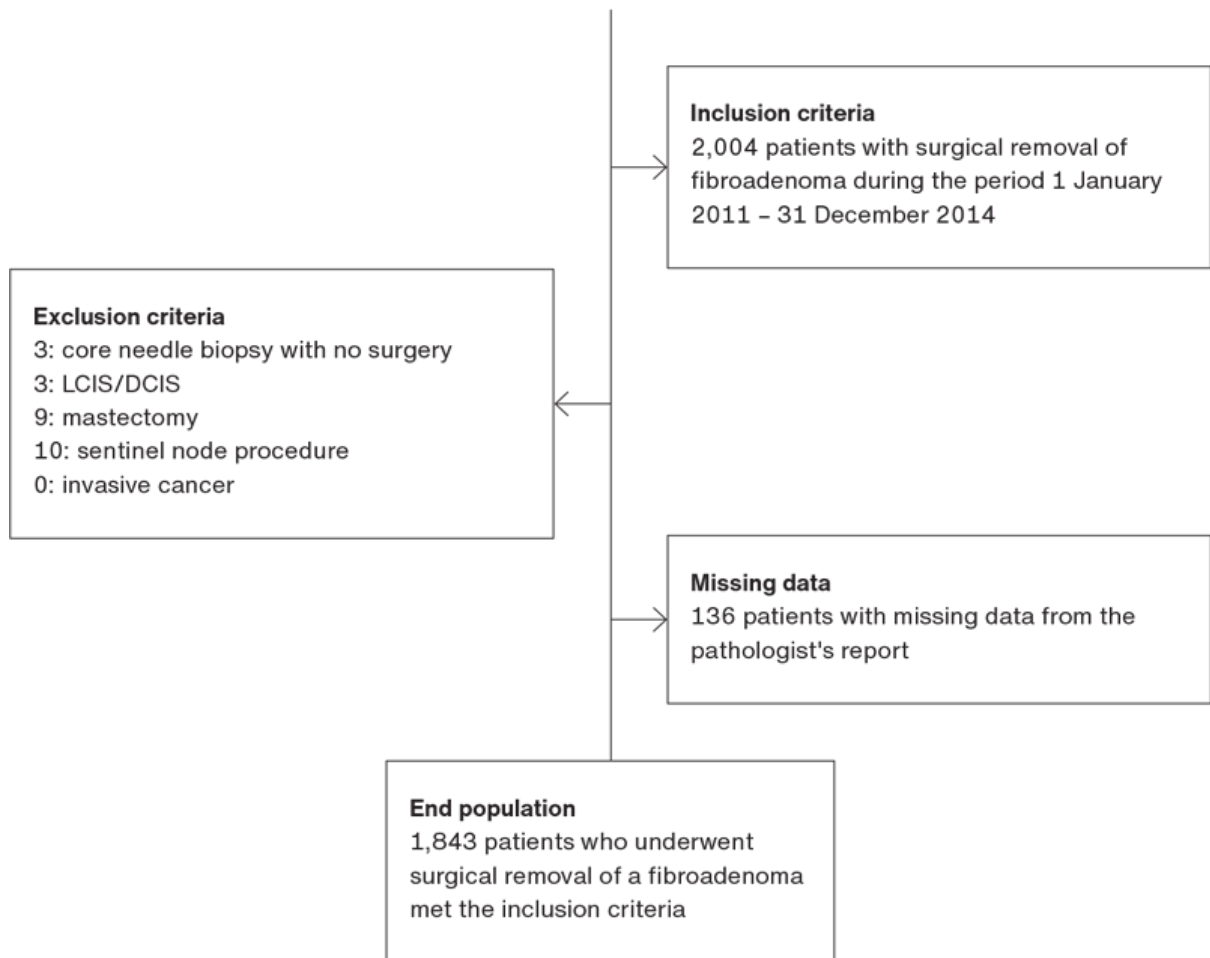 Inclusion criteria
2,004 patients with surgical removal of
fibroadenoma during the period 1 January
2011 – 31 December 2014
Exclusion criteria
3: core needle biopsy with no surgery
3: LCIS/DCIS
9: mastectomy
10: sentinel node procedure
0: invasive cancer
Missing data
136 patients with missing data from the
pathologist's report
End population
1,843 patients who underwent
surgical removal of a fibroadenoma
met the inclusion criteria